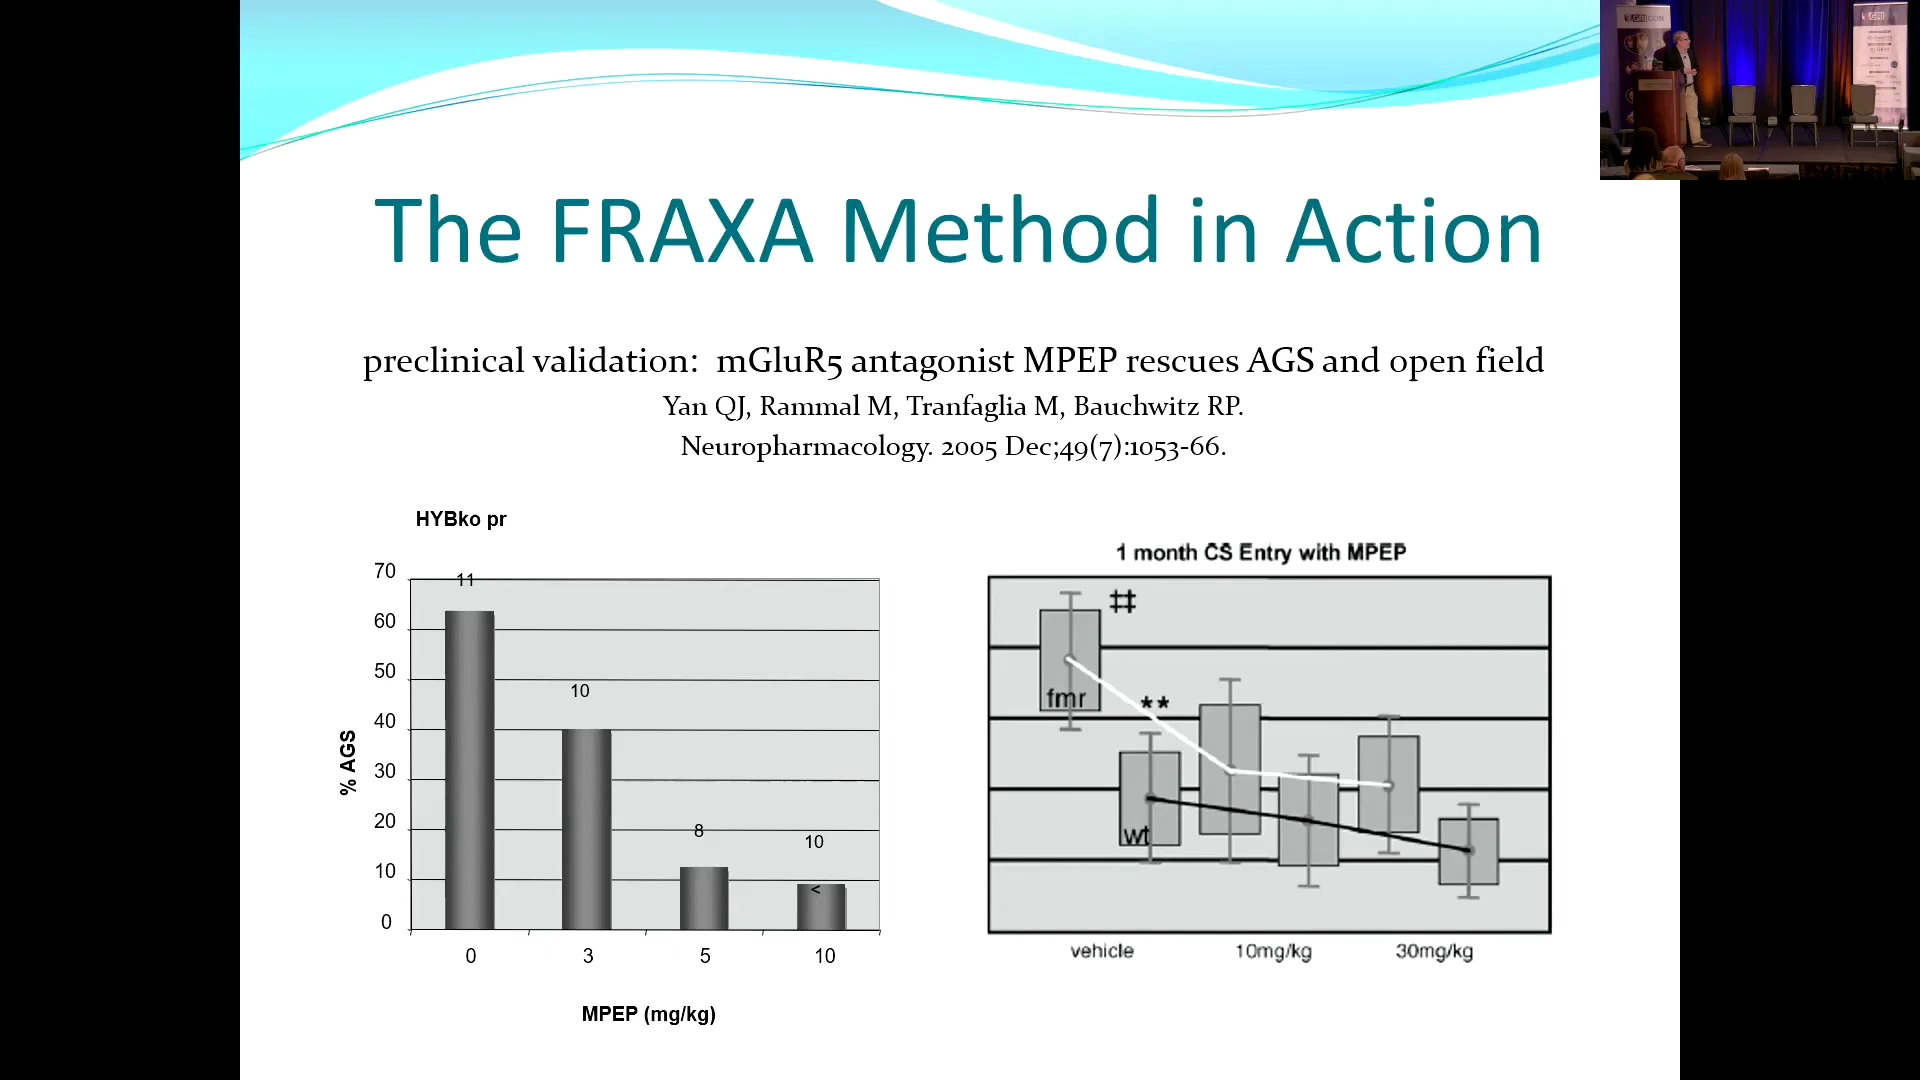 The FRAXA Method in Action
preclinical validation:  mGluR5 antagonist MPEP rescues AGS and open field
Yan QJ, Rammal M, Tranfaglia M, Bauchwitz RP.
Neuropharmacology. 2005 Dec;49(7):1053-66.
HYBko pr
70
60
50
40
30
20
10
0
% AGS
11
10
8
10
<
0 3 5 10
MPEP (mg/kg)
1 month CS Entry with MPEP
‡‡
fmr
**
wt
vehicle 10mg/kg 30mg/kg
GRI CON
GRI